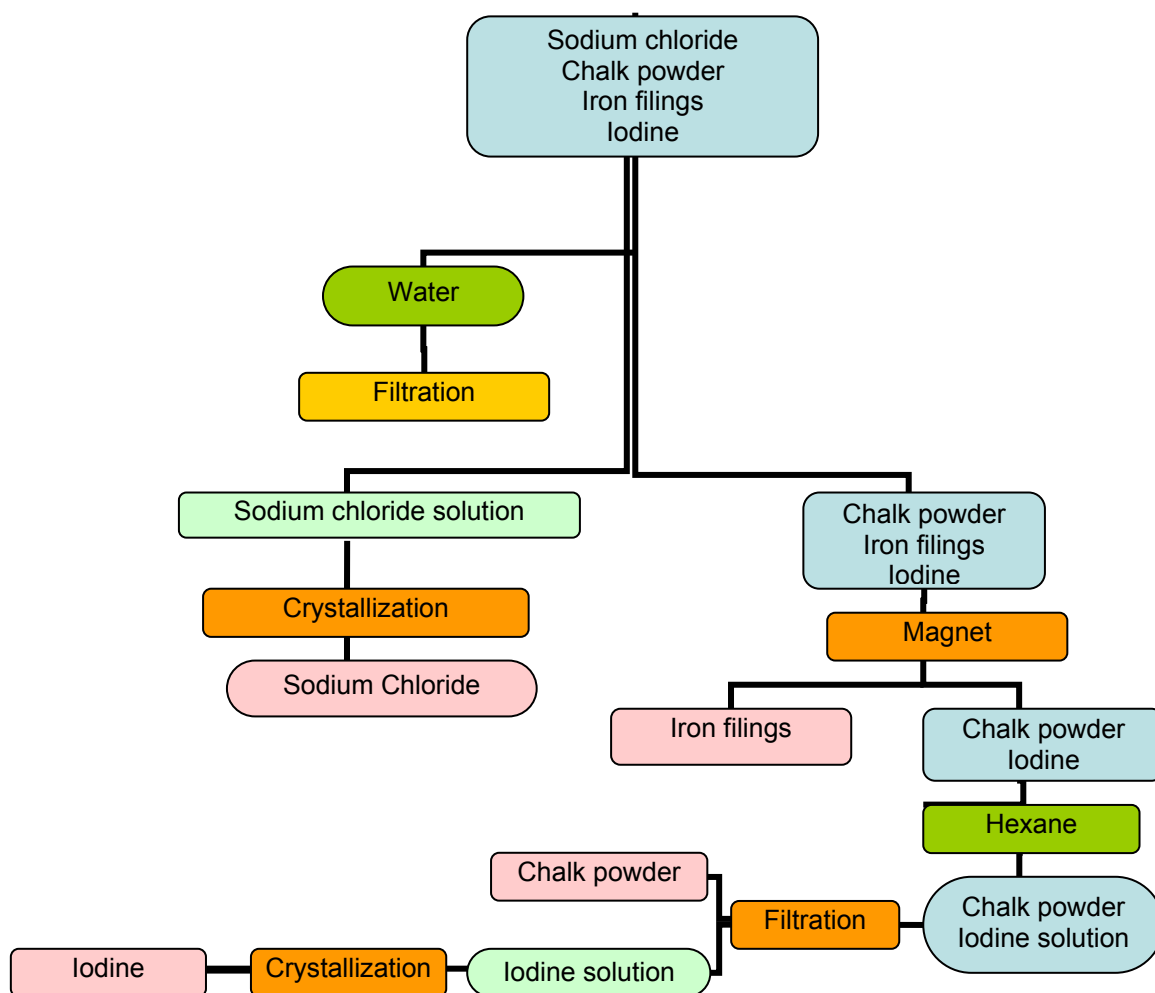 Sodium chloride
Chalk powder
Iron filings
Iodine
Water
Filtration
Sodium chloride solution
Chalk powder
Iron filings
Iodine
Crystallization
Magnet
Sodium Chloride
Iron filings
Chalk powder
Iodine
Hexane
Chalk powder
Filtration
Chalk powder
Iodine solution
Iodine
Crystallization
Iodine solution